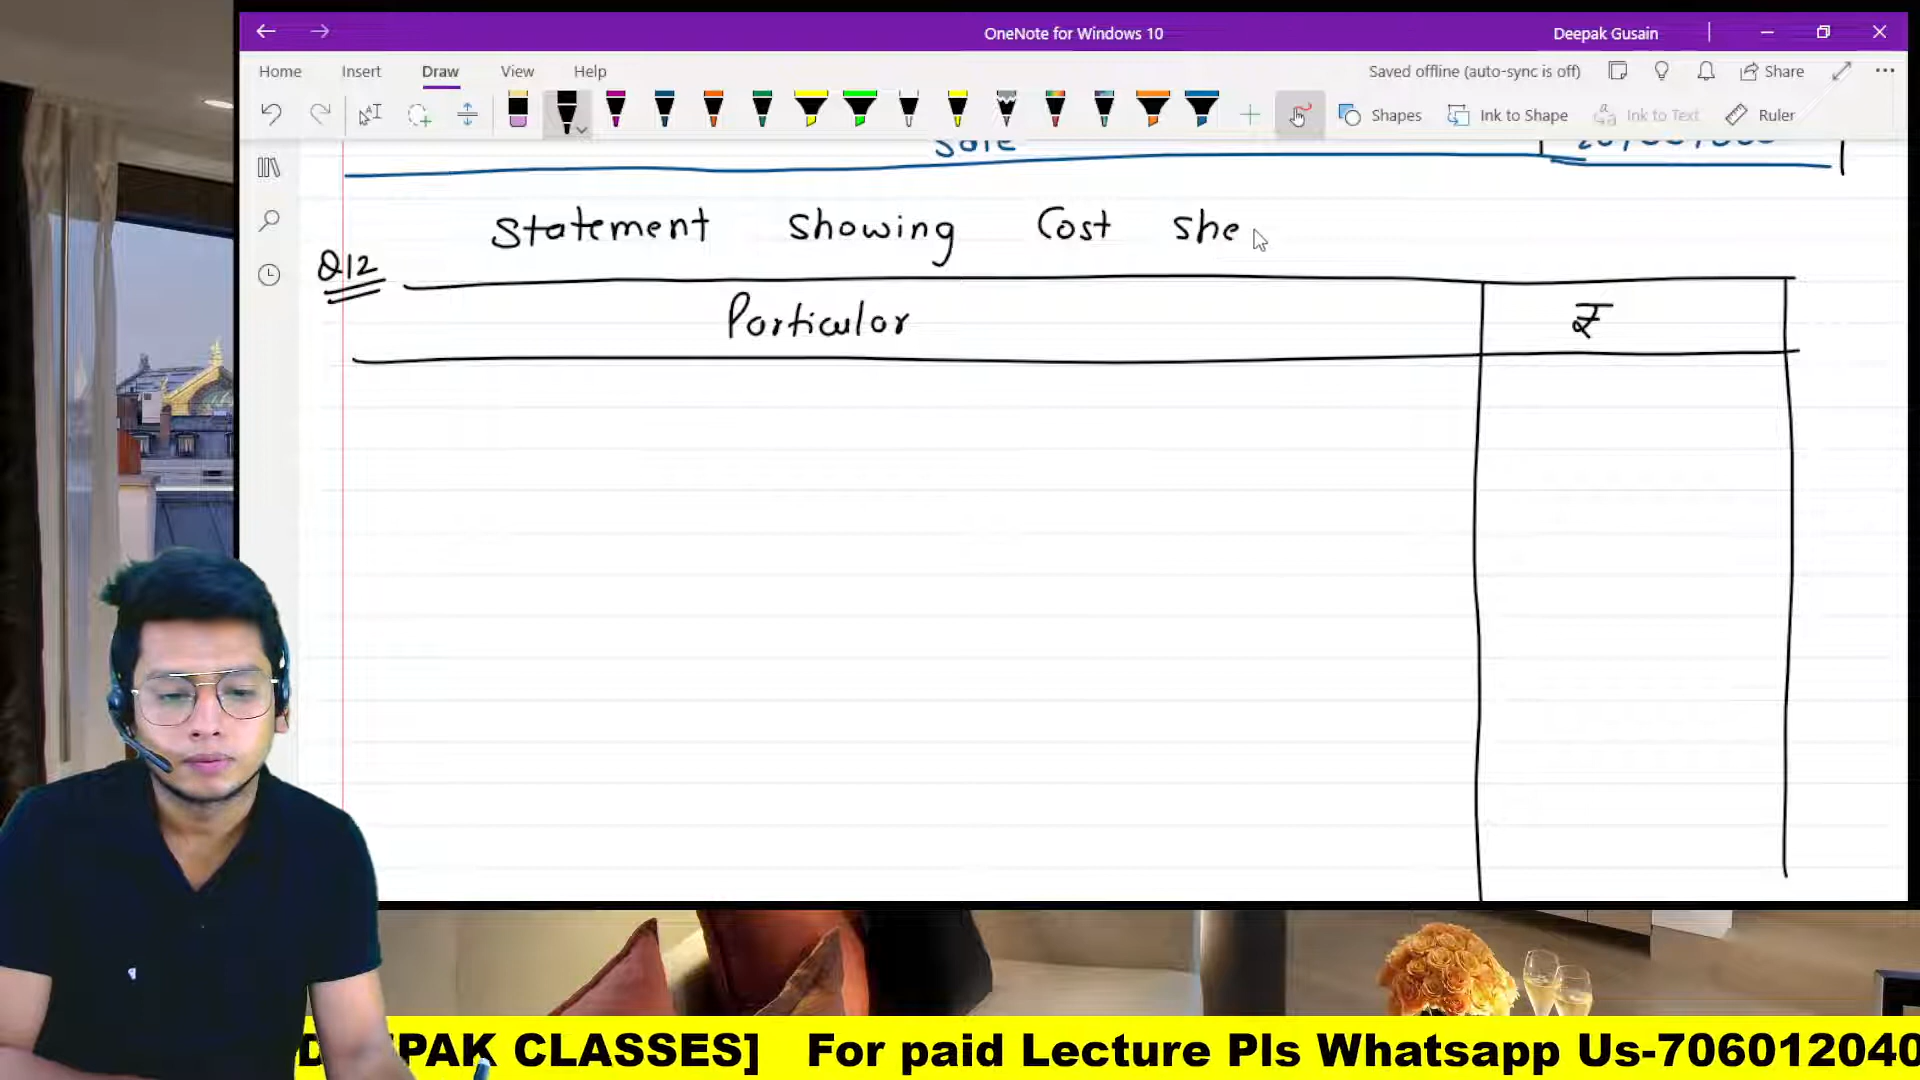 OneNote for Windows 10
Deepak Gusain
Home Insert Draw View Help
Saved offline (auto-sync is off) Share
Shapes Ink to Shape Ink to Text Ruler
Sale
Statement Showing Cost She
Q12
Particular ₹
PAK CLASSES] For paid Lecture Pls Whatsapp Us-706012040